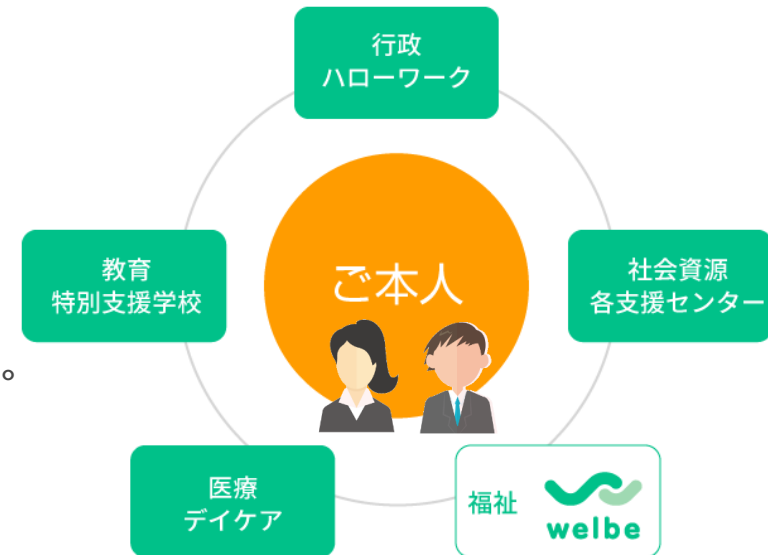 行政
ハローワーク
ご本人
教育
特別支援学校
社会資源
各支援センター
。
医療
デイケア
福祉
welbe